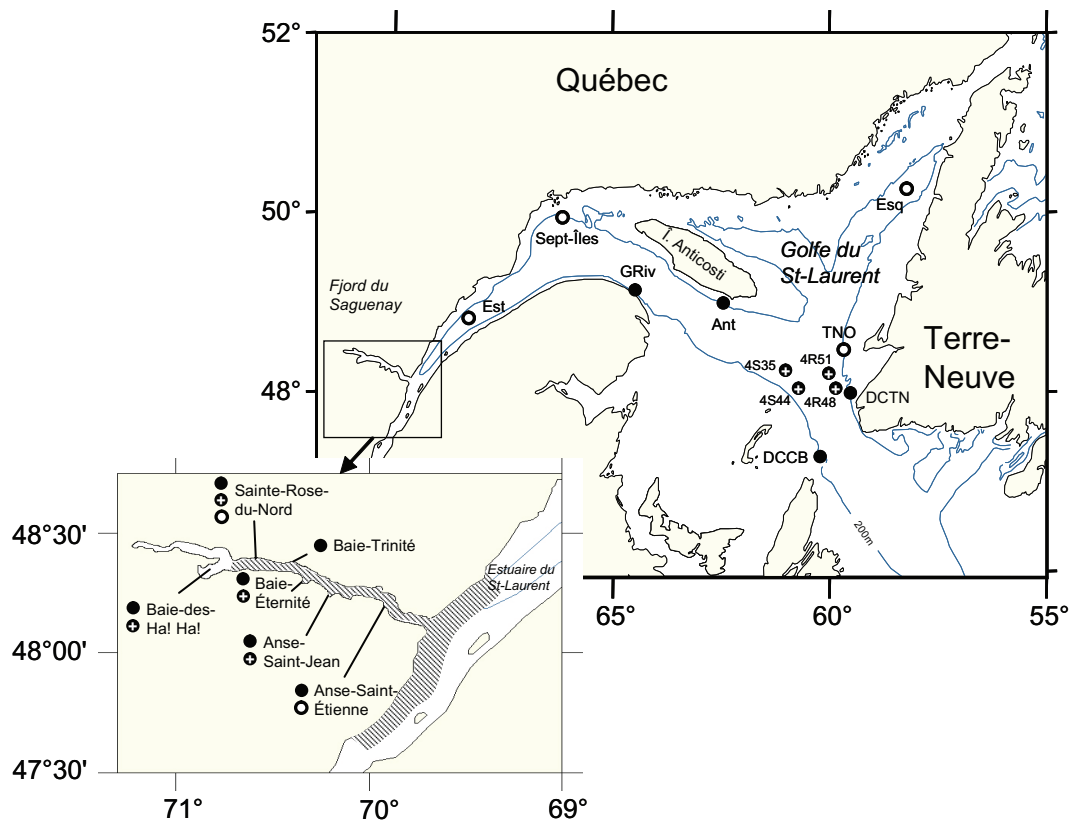 52°
Québec
50°
Esq
Sept-Îles
Î. Anticosti
Golfe du
St-Laurent
GRiv
Fjord du
Saguenay
Est
Ant
TNO
Terre-
Neuve
4S35
4R51
48°
4S44
4R48
DCTN
DCCB
200m
65°
60°
55°
Sainte-Rose-
du-Nord
48°30'
Baie-Trinité
Estuaire du
St-Laurent
Baie-
Éternité
Baie-des-
Ha! Ha!
Anse-
Saint-Jean
48°00'
Anse-Saint-
Étienne
47°30'
71°
70°
69°